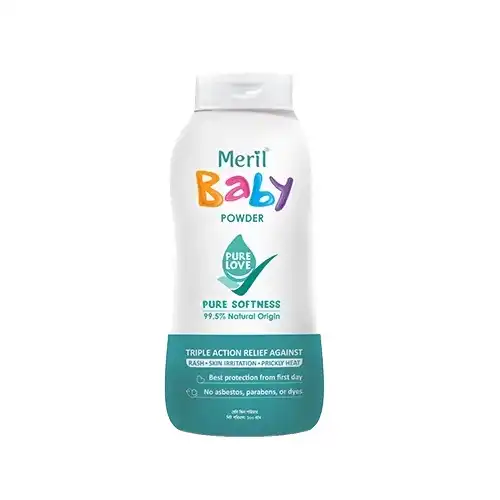 Meril
Baby
POWDER
PURE
LOVE
PURE SOFTNESS
99.5% Natural Origin
TRIPLE ACTION RELIEF AGAINST
RASH • SKIN IRRITATION • PRICKLY HEAT
Best protection from first day
No asbestos, parabens, or dyes